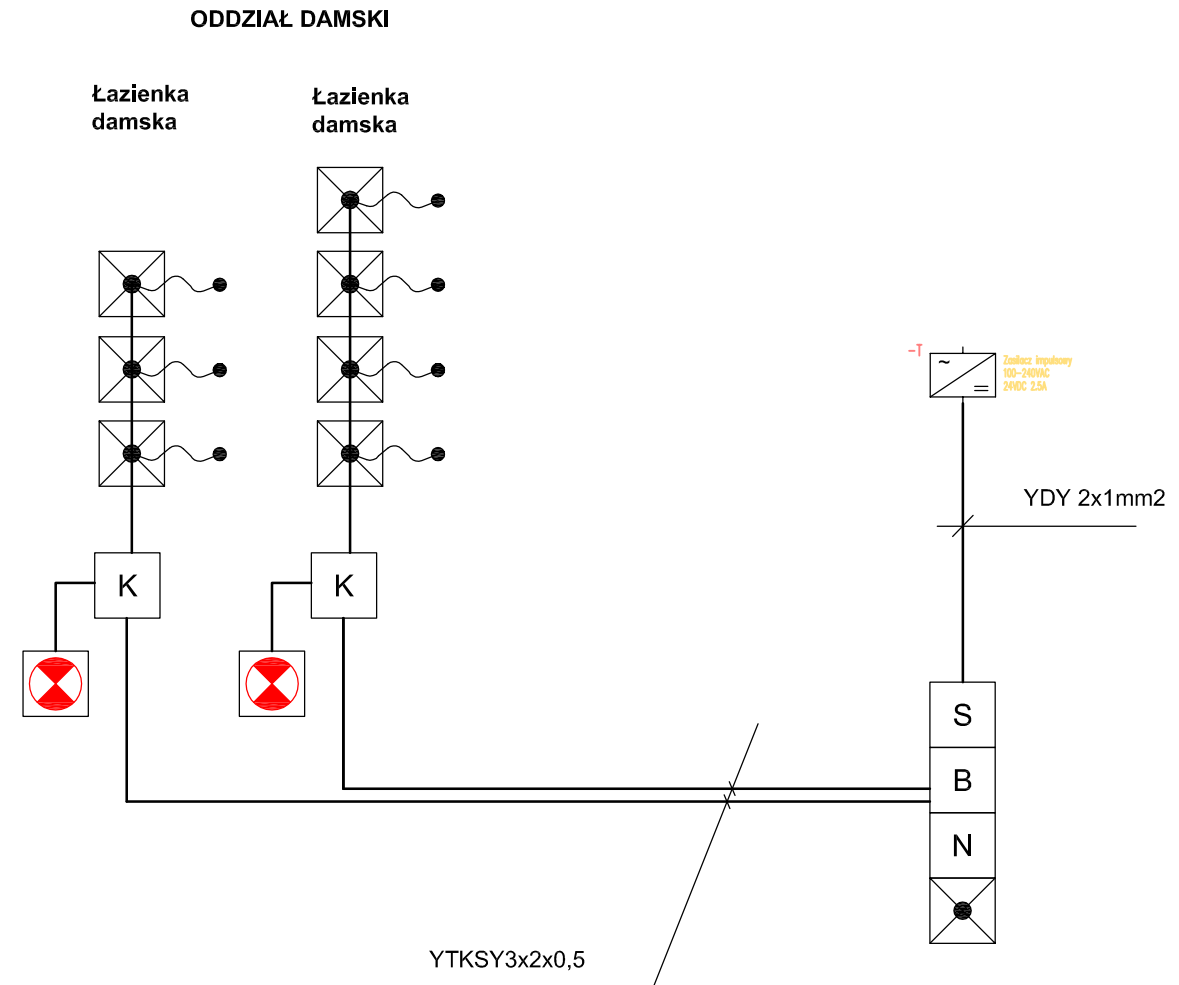 ODDZIAŁ DAMSKI
Łazienka
damska
Łazienka
damska
-T
Zasilacz impulsowy
100-240VAC
24VDC 2.5A
YDY 2x1mm2
K
K
S
B
N
YTKSY3x2x0,5